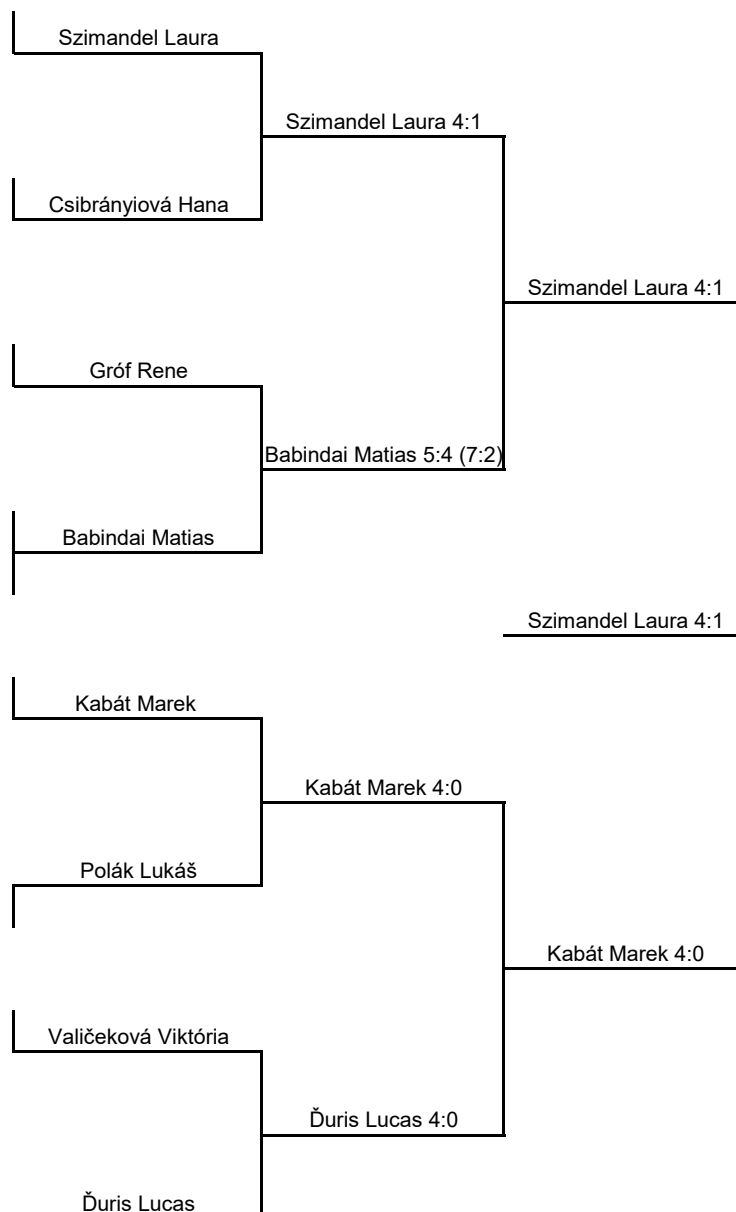 Szimandel Laura
Szimandel Laura 4:1
Csibrányiová Hana
Szimandel Laura 4:1
Gróf Rene
Babindai Matias 5:4 (7:2)
Babindai Matias
Szimandel Laura 4:1
Kabát Marek
Kabát Marek 4:0
Polák Lukáš
Kabát Marek 4:0
Valičeková Viktória
Ďuris Lucas 4:0
Ďuris Lucas